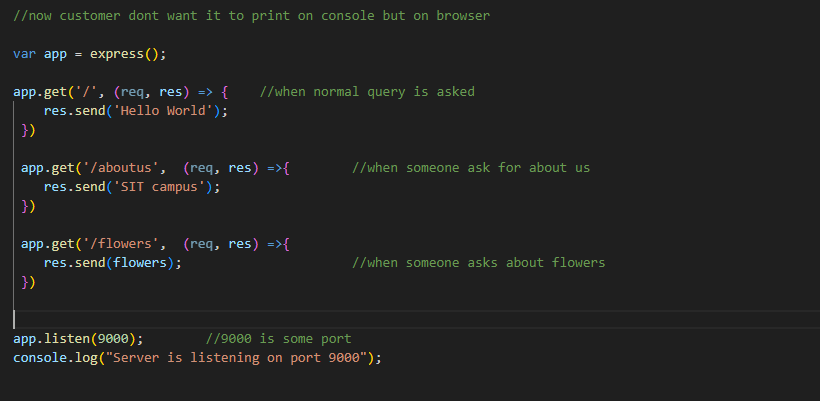 //now customer dont want it to print on console but on browser
var app = express();
app.get('/', (req, res) => {    //when normal query is asked
    res.send('Hello World');
 })
 app.get('/aboutus',  (req, res) =>{        //when someone ask for about us
    res.send('SIT campus');
 })
 app.get('/flowers',  (req, res) =>{
    res.send(flowers);                      //when someone asks about flowers
 })
app.listen(9000);        //9000 is some port
console.log("Server is listening on port 9000");